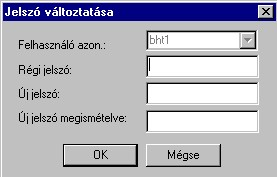 Jelszó változtatása
Felhasználó azon.: bht1
Régi jelszó:
Új jelszó:
Új jelszó megismételve:
OK Mégse